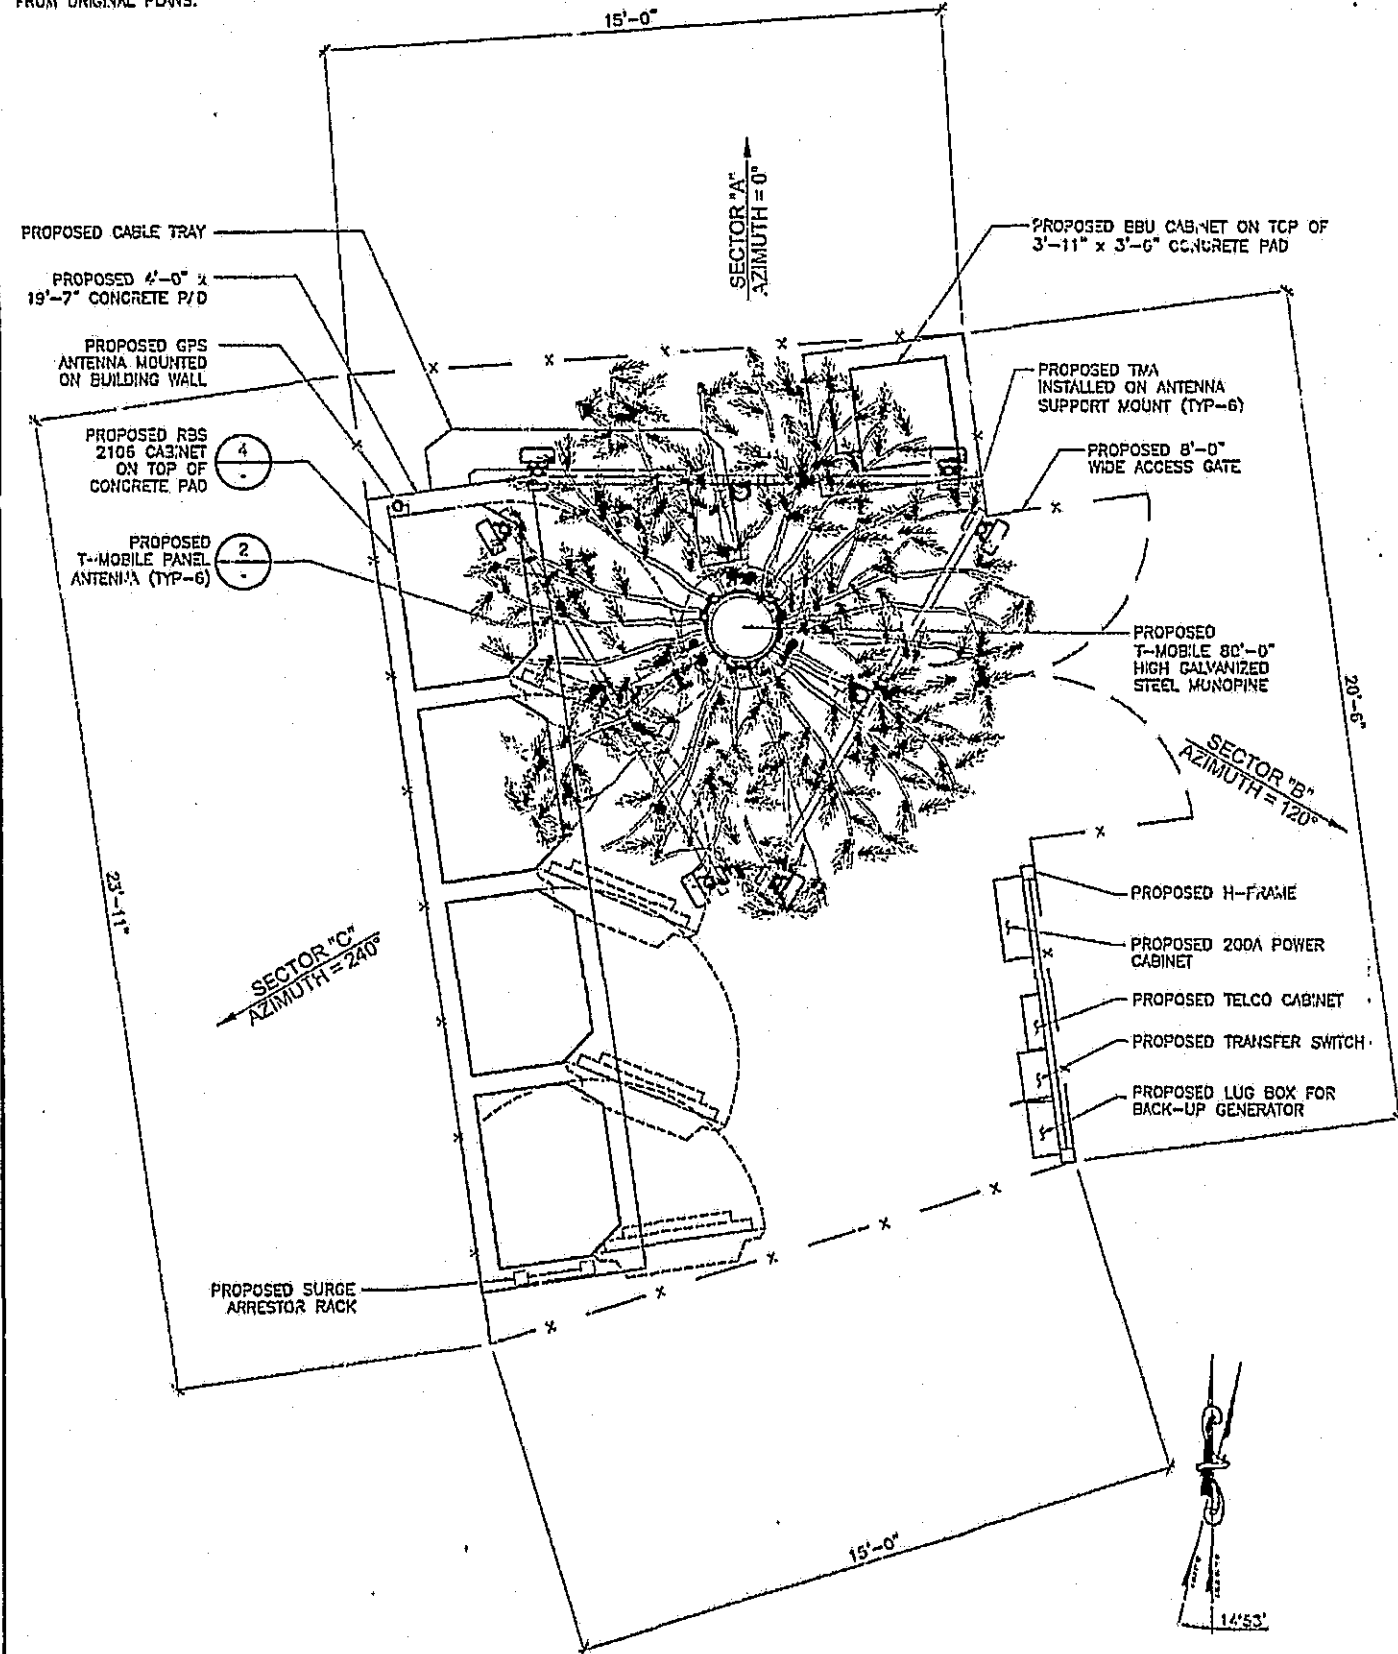 FROM ORIGINAL PLANS.
15'-0"
SECTOR "A"
AZIMUTH = 0°
PROPOSED CABLE TRAY
PROPOSED 4'-0" x
19'-7" CONCRETE P/D
PROPOSED GPS
ANTENNA MOUNTED
ON BUILDING WALL
PROPOSED RBS
2106 CABINET
ON TOP OF
CONCRETE PAD
4
-
PROPOSED
T-MOBILE PANEL
ANTENNA (TYP-6)
2
-
PROPOSED BBU CABINET ON TOP OF
3'-11" x 3'-6" CONCRETE PAD
PROPOSED TMA
INSTALLED ON ANTENNA
SUPPORT MOUNT (TYP-6)
PROPOSED 8'-0"
WIDE ACCESS GATE
PROPOSED
T-MOBILE 80'-0"
HIGH GALVANIZED
STEEL MONOPINE
20'-6"
SECTOR "B"
AZIMUTH = 120°
23'-11"
SECTOR "C"
AZIMUTH = 240°
PROPOSED H-FRAME
PROPOSED 200A POWER
CABINET
PROPOSED TELCO CABINET
PROPOSED TRANSFER SWITCH
PROPOSED LUG BOX FOR
BACK-UP GENERATOR
PROPOSED SURGE
ARRESTOR RACK
15'-0"
14°53'